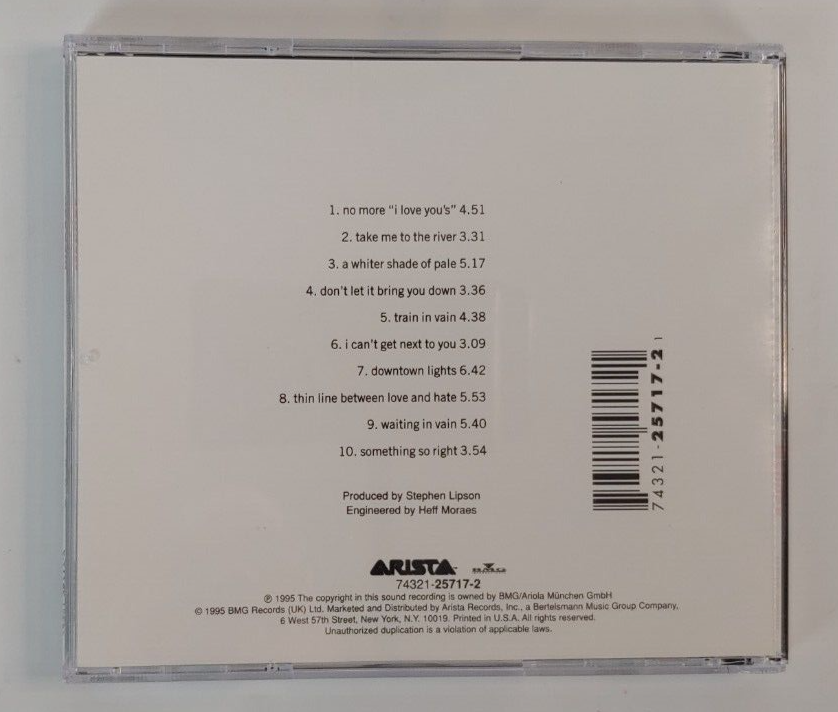 1. no more "i love you's" 4.51
2. take me to the river 3.31
3. a whiter shade of pale 5.17
4. don't let it bring you down 3.36
5. train in vain 4.38
6. i can't get next to you 3.09
7. downtown lights 6.42
8. thin line between love and hate 5.53
9. waiting in vain 5.40
10. something so right 3.54
Produced by Stephen Lipson
Engineered by Heff Moraes
74321-25717-2 1
ARISTA™ BMG
74321-25717-2
℗ 1995 The copyright in this sound recording is owned by BMG/Ariola München GmbH
© 1995 BMG Records (UK) Ltd. Marketed and Distributed by Arista Records, Inc., a Bertelsmann Music Group Company,
6 West 57th Street, New York, N.Y. 10019. Printed in U.S.A. All rights reserved.
Unauthorized duplication is a violation of applicable laws.